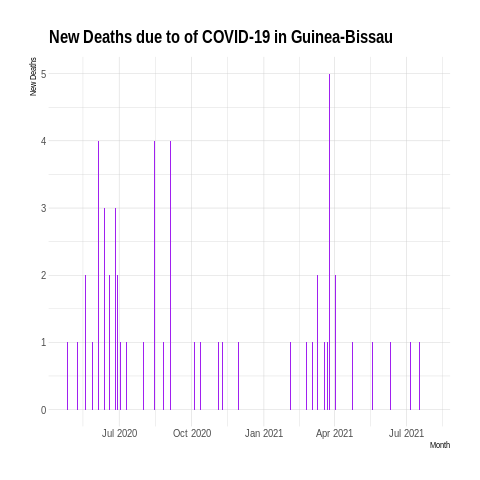 New Deaths due to of COVID-19 in Guinea-Bissau
New Deaths
5
4
3
2
1
0
Jul 2020 Oct 2020 Jan 2021 Apr 2021 Jul 2021
Month